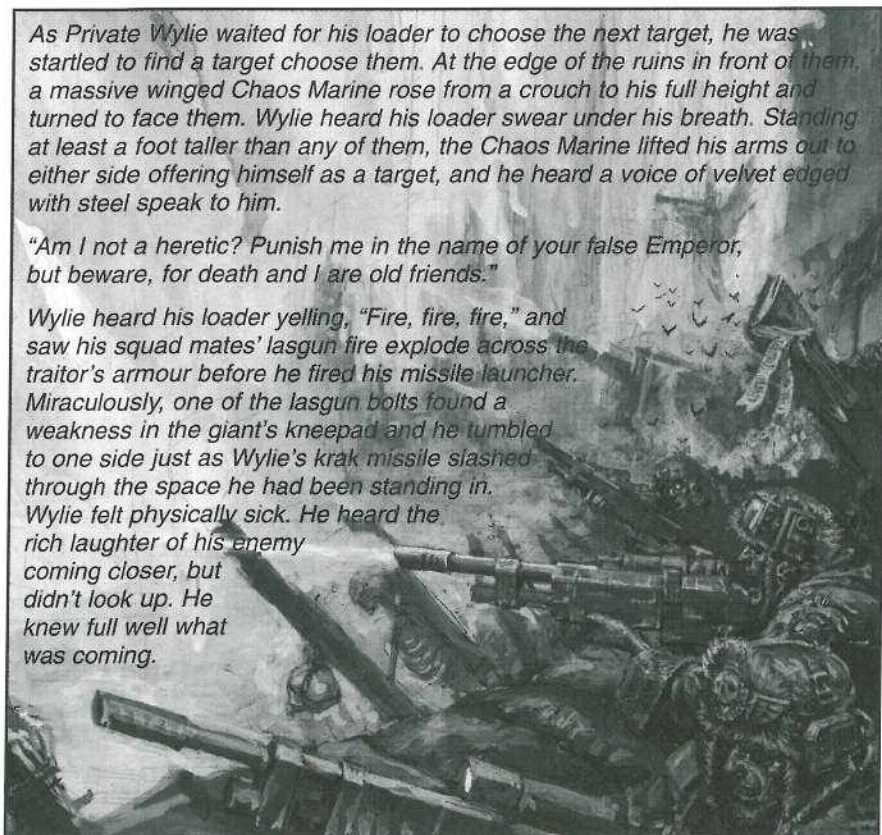 As Private Wylie waited for his loader to choose the next target, he was
startled to find a target choose them. At the edge of the ruins in front of them,
a massive winged Chaos Marine rose from a crouch to his full height and
turned to face them. Wylie heard his loader swear under his breath. Standing
at least a foot taller than any of them, the Chaos Marine lifted his arms out to
either side offering himself as a target, and he heard a voice of velvet edged
with steel speak to him.
"Am I not a heretic? Punish me in the name of your false Emperor,
but beware, for death and I are old friends."
Wylie heard his loader yelling, "Fire, fire, fire," and
saw his squad mates' lasgun fire explode across the
traitor's armour before he fired his missile launcher.
Miraculously, one of the lasgun bolts found a
weakness in the giant's kneepad and he tumbled
to one side just as Wylie's krak missile slashed
through the space he had been standing in.
Wylie felt physically sick. He heard the
rich laughter of his enemy
coming closer, but
didn't look up. He
knew full well what
was coming.